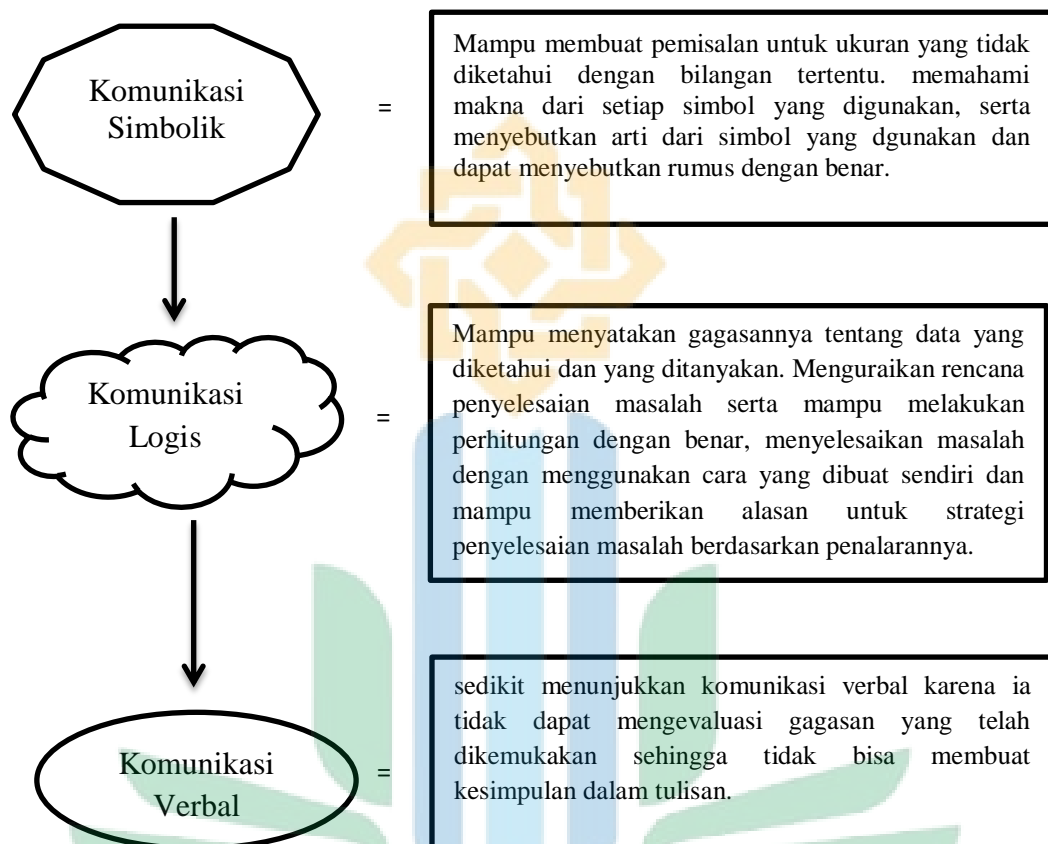 Komunikasi
Simbolik
=
Mampu membuat pemisalan untuk ukuran yang tidak
diketahui dengan bilangan tertentu. memahami
makna dari setiap simbol yang digunakan, serta
menyebutkan arti dari simbol yang dgunakan dan
dapat menyebutkan rumus dengan benar.
Komunikasi
Logis
=
Mampu menyatakan gagasannya tentang data yang
diketahui dan yang ditanyakan. Menguraikan rencana
penyelesaian masalah serta mampu melakukan
perhitungan dengan benar, menyelesaikan masalah
dengan menggunakan cara yang dibuat sendiri dan
mampu memberikan alasan untuk strategi
penyelesaian masalah berdasarkan penalarannya.
Komunikasi
Verbal
=
sedikit menunjukkan komunikasi verbal karena ia
tidak dapat mengevaluasi gagasan yang telah
dikemukakan sehingga tidak bisa membuat
kesimpulan dalam tulisan.